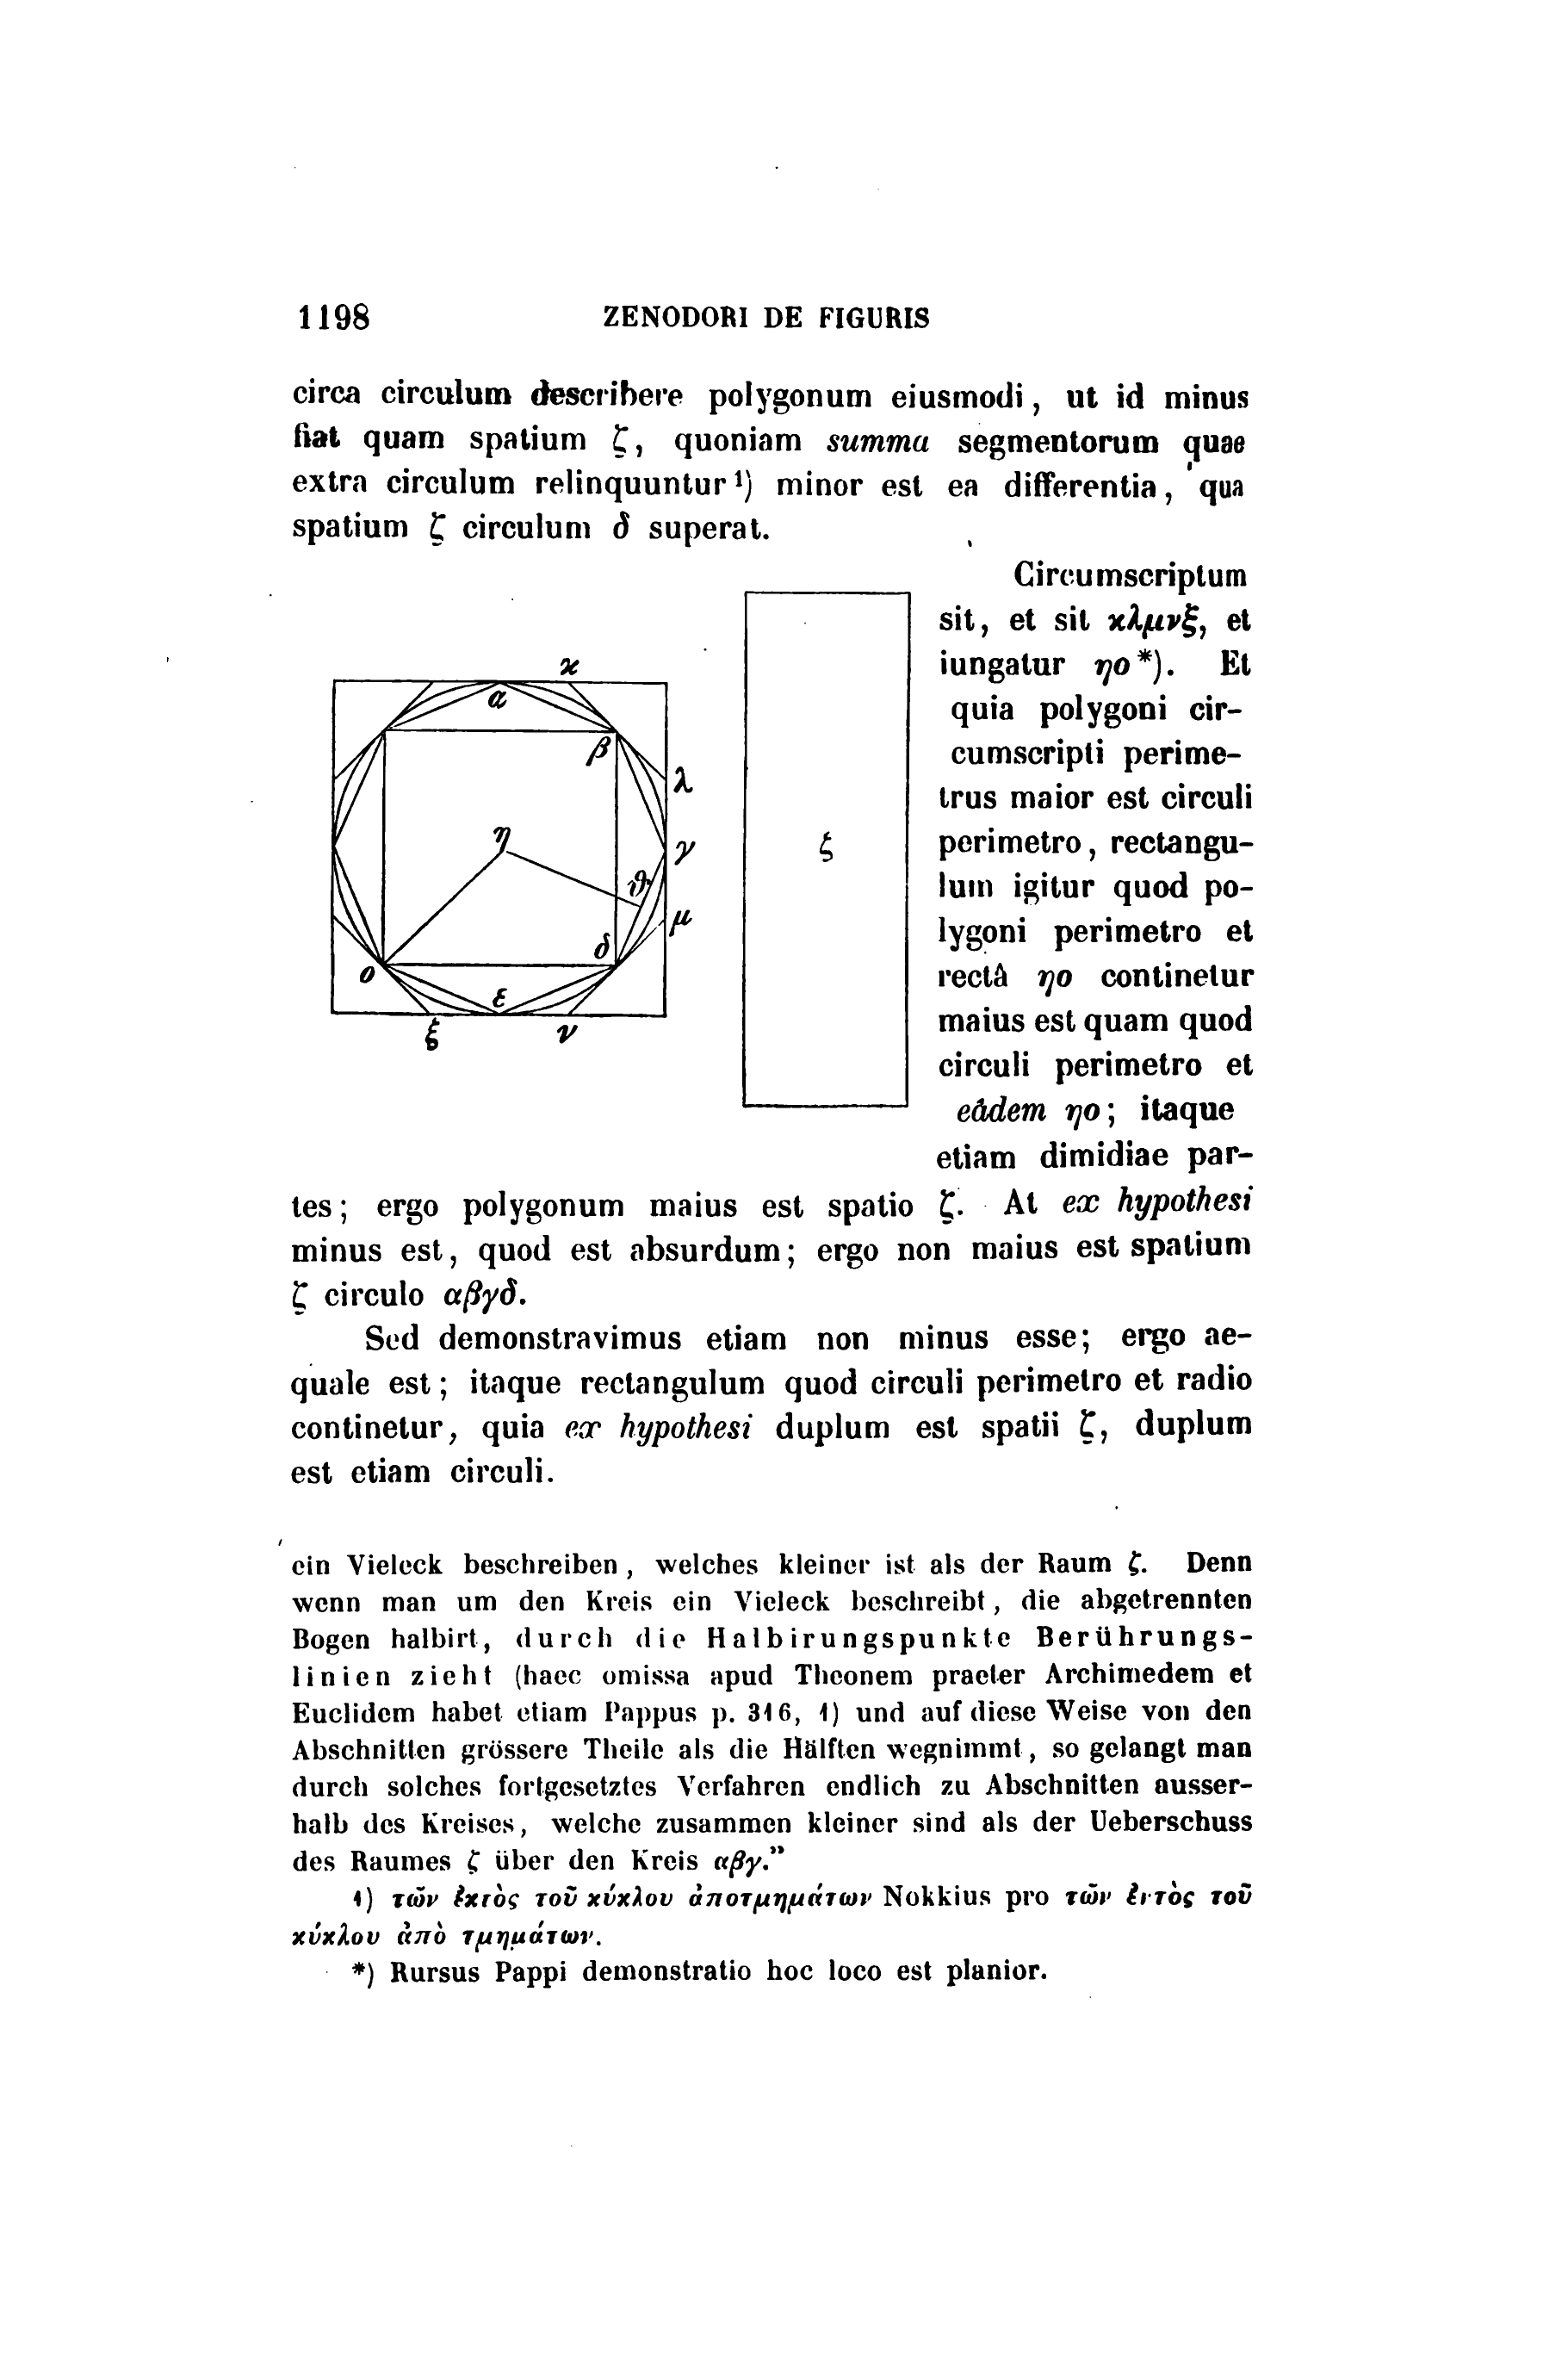 1198 ZENODORI DE FIGURIS
circa circulum describere polygonum eiusmodi, ut id minus
fiat quam spatium ζ, quoniam summa segmentorum quae
extra circulum relinquuntur¹) minor est ea differentia, qua
spatium ζ circulum δ superat.
Circumscriptum
sit, et sit κλμνξ, et
iungatur ηο*). Et
quia polygoni cir-
cumscripti perime-
trus maior est circuli
perimetro, rectangu-
lum igitur quod po-
lygoni perimetro et
rectâ ηο continetur
maius est quam quod
circuli perimetro et
eâdem ηο; itaque
etiam dimidiae par-
κ
α
β
λ
η
γ
ϑ
μ
δ
ο
ε
ξ ν
ζ
tes; ergo polygonum maius est spatio ζ. At ex hypothesi
minus est, quod est absurdum; ergo non maius est spatium
ζ circulo αβγδ.
Sed demonstravimus etiam non minus esse; ergo ae-
quale est; itaque rectangulum quod circuli perimetro et radio
continetur, quia ex hypothesi duplum est spatii ζ, duplum
est etiam circuli.
ein Vieleck beschreiben, welches kleiner ist als der Raum ζ. Denn
wenn man um den Kreis ein Vieleck beschreibt, die abgetrennten
Bogen halbirt, durch die Halbirungspunkte Berührungs-
linien zieht (haec omissa apud Theonem praeter Archimedem et
Euclidem habet etiam Pappus p. 316, 1) und auf diese Weise von den
Abschnitten grössere Theile als die Hälften wegnimmt, so gelangt man
durch solches fortgesetztes Verfahren endlich zu Abschnitten ausser-
halb des Kreises, welche zusammen kleiner sind als der Ueberschuss
des Raumes ζ über den Kreis αβγ.”
1) τῶν ἐκτὸς τοῦ κύκλου ἀποτμημάτων Nokkius pro τῶν ἐντὸς τοῦ
κύκλου ἀπὸ τμημάτων.
*) Rursus Pappi demonstratio hoc loco est planior.